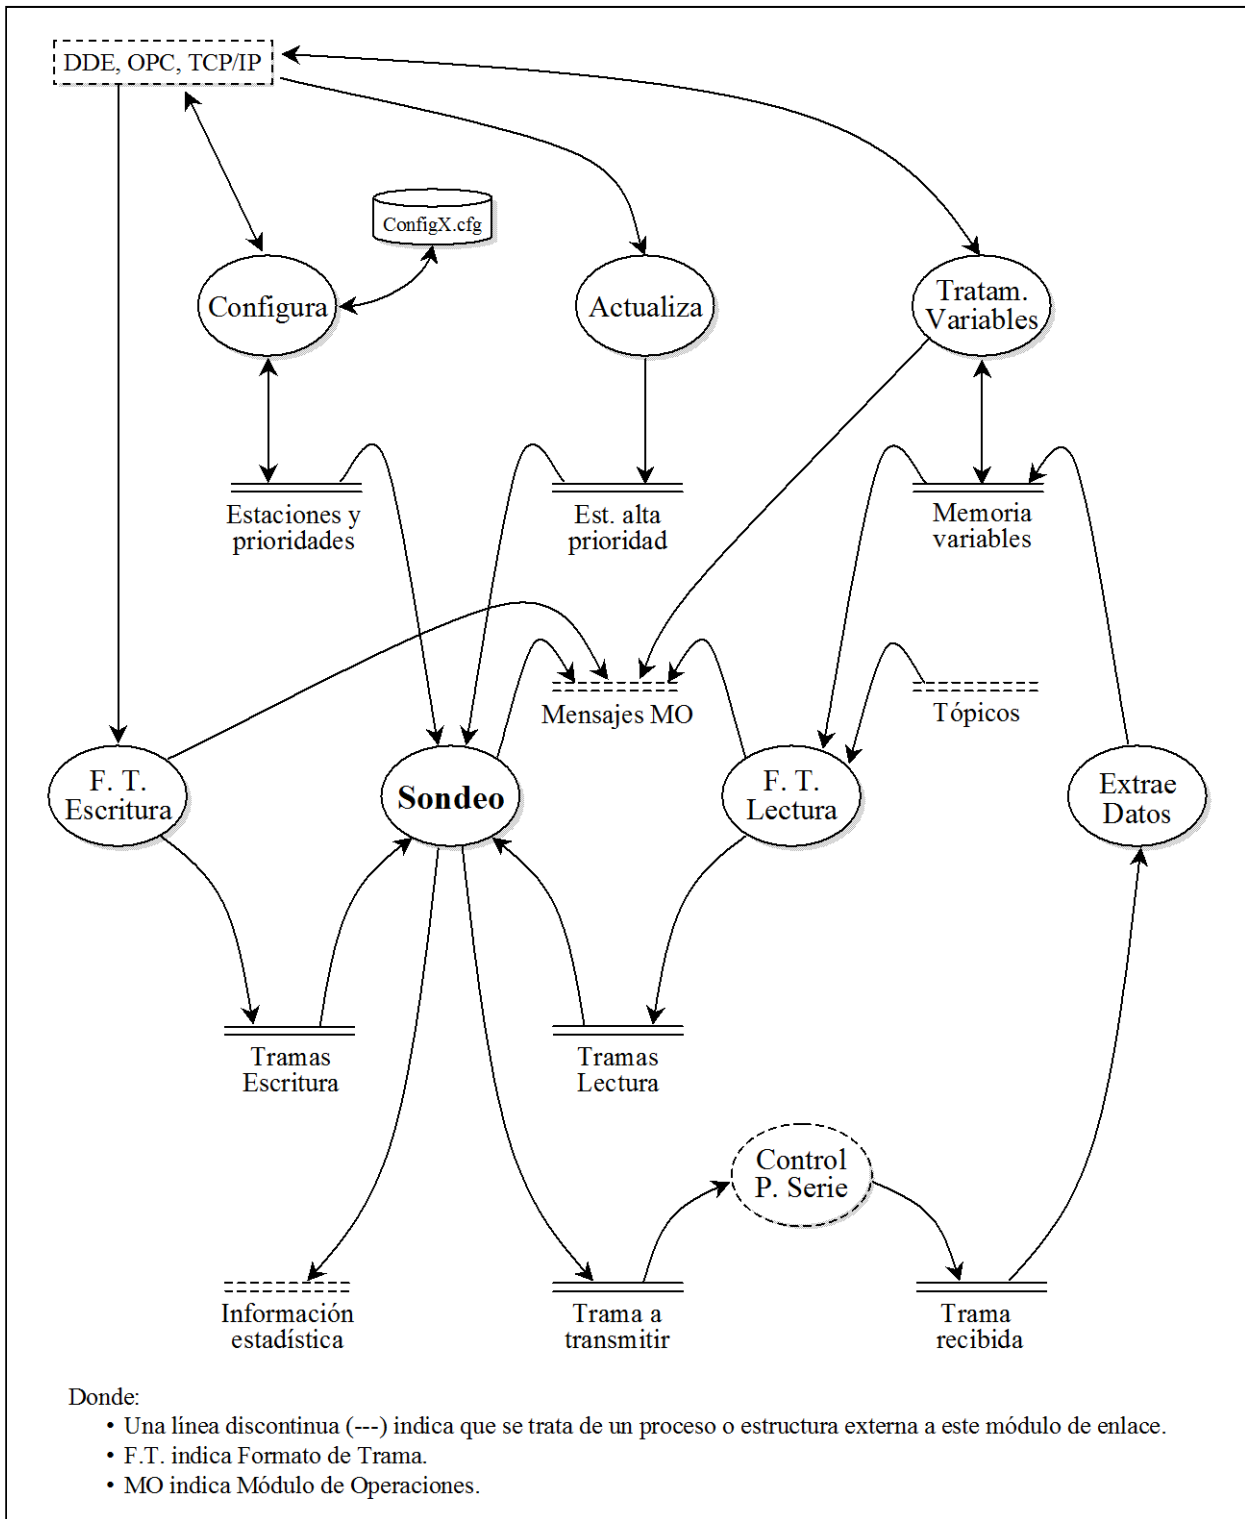 DDE, OPC, TCP/IP
ConfigX.cfg
Configura
Actualiza
Tratam.
Variables
Estaciones y
prioridades
Est. alta
prioridad
Memoria
variables
Mensajes MO
Tópicos
F. T.
Escritura
Sondeo
F. T.
Lectura
Extrae
Datos
Tramas
Escritura
Tramas
Lectura
Control
P. Serie
Información
estadística
Trama a
transmitir
Trama
recibida
Donde:
• Una línea discontinua (---) indica que se trata de un proceso o estructura externa a este módulo de enlace.
• F.T. indica Formato de Trama.
• MO indica Módulo de Operaciones.